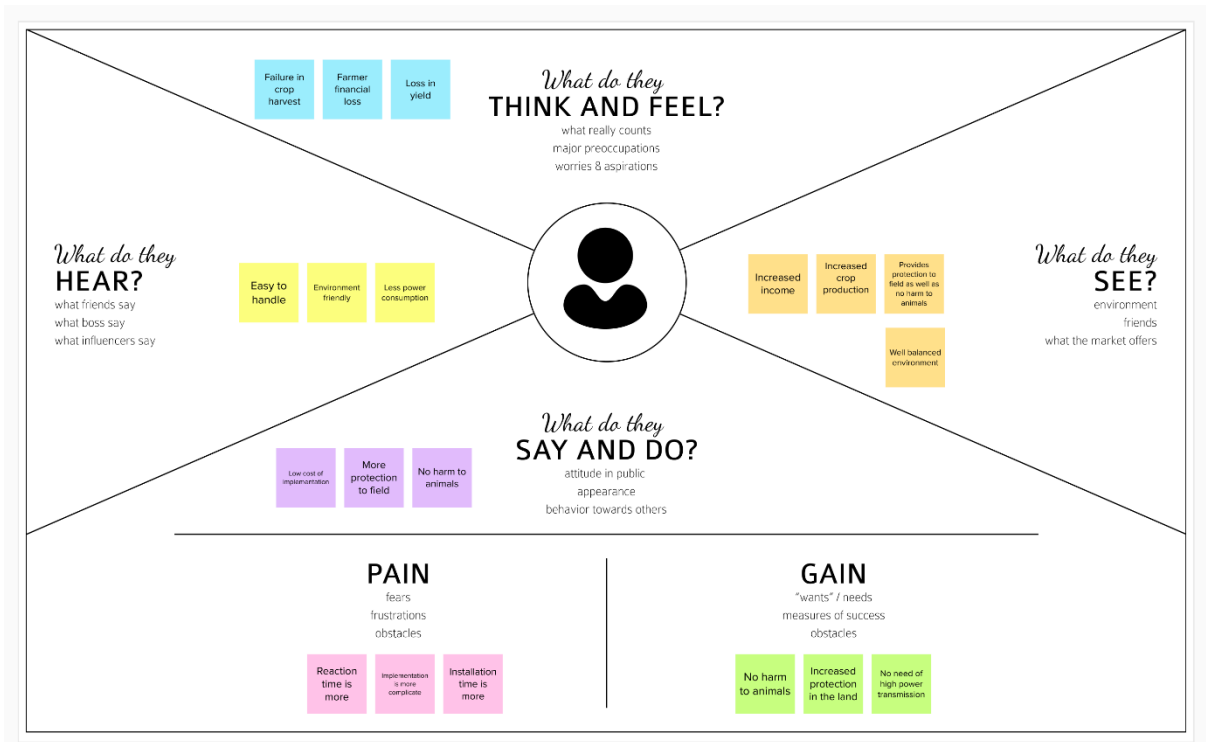 Failure in
crop
harvest
Farmer
financial
loss
Loss in
yield
What do they
THINK AND FEEL?
what really counts
major preoccupations
worries & aspirations
What do they
HEAR?
what friends say
what boss say
what influencers say
Easy to
handle
Environment
friendly
Less power
consumption
Increased
income
Increased
crop
production
Provides
protection to
field as well as
no harm to
animals
Well balanced
environment
What do they
SEE?
environment
friends
what the market offers
What do they
SAY AND DO?
attitude in public
appearance
behavior towards others
Low cost of
implementation
More
protection
to field
No harm to
animals
PAIN
fears
frustrations
obstacles
Reaction
time is
more
Implementation
is more
complicate
Installation
time is
more
GAIN
"wants" / needs
measures of success
obstacles
No harm
to animals
Increased
protection
in the land
No need of
high power
transmission